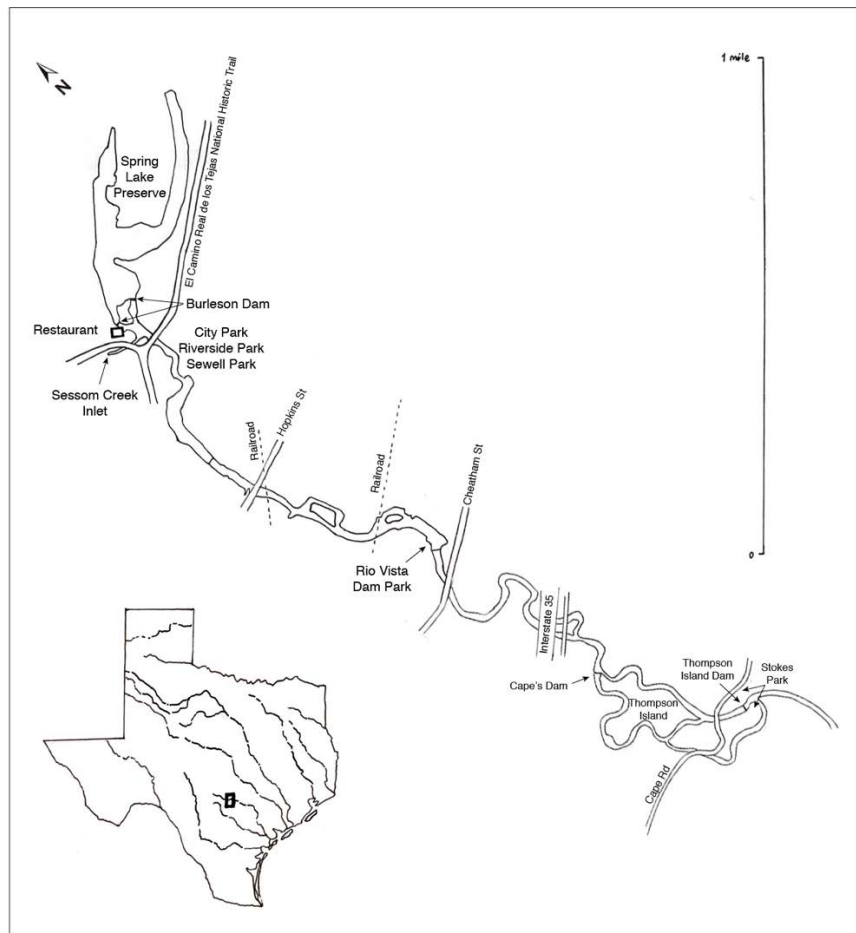 1 mile
N
El Camino Real de los Tejas National Historic Trail
Spring
Lake
Preserve
Burleson Dam
Restaurant
City Park
Riverside Park
Sewell Park
Sessom Creek
Inlet
Railroad
Hopkins St
Railroad
Cheatham St
0
Rio Vista
Dam Park
Interstate 35
Cape's Dam
Thompson
Island
Thompson
Island Dam
Stokes
Park
Cape Rd